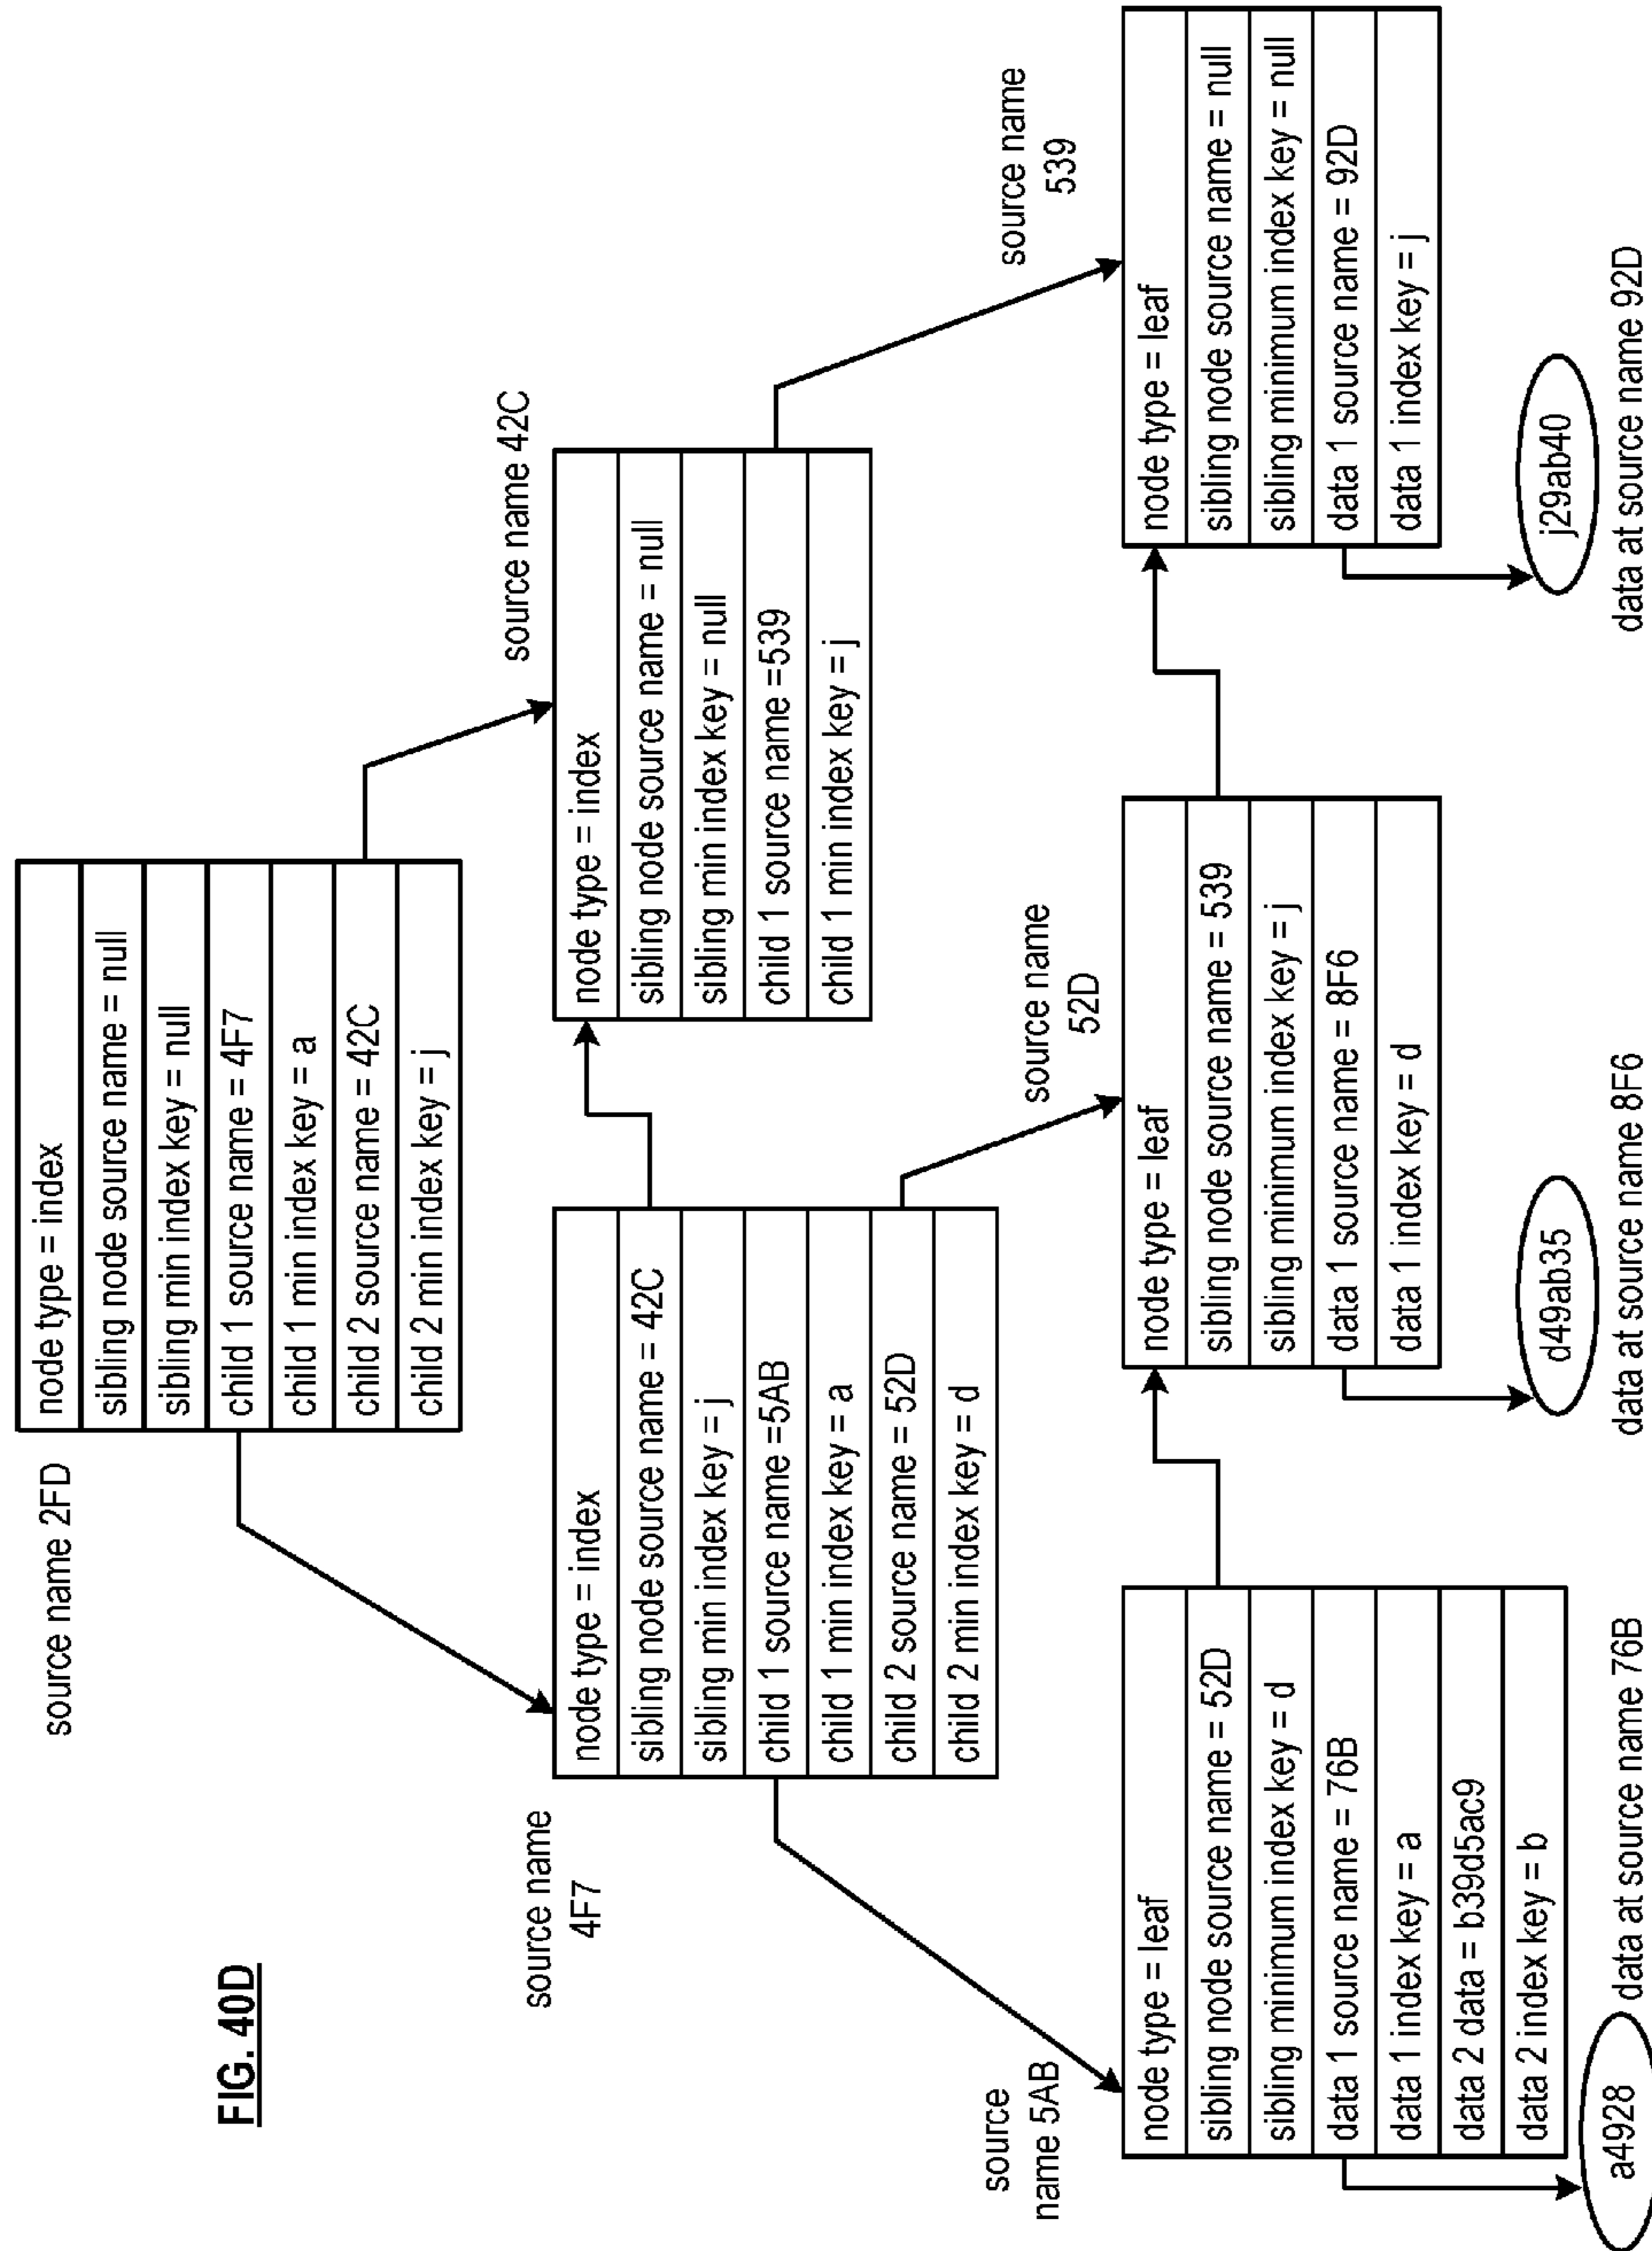 FIG. 40D
source name 2FD
node type = index
sibling node source name = null
sibling min index key = null
child 1 source name = 4F7
child 1 min index key = a
child 2 source name = 42C
child 2 min index key = j
source name
4F7
node type = index
sibling node source name = 42C
sibling min index key = j
child 1 source name =5AB
child 1 min index key = a
child 2 source name = 52D
child 2 min index key = d
source name 42C
node type = index
sibling node source name = null
sibling min index key = null
child 1 source name =539
child 1 min index key = j
source
name 5AB
node type = leaf
sibling node source name = 52D
sibling minimum index key = d
data 1 source name = 76B
data 1 index key = a
data 2 data = b39d5ac9
data 2 index key = b
a4928
data at source name 76B
source name
52D
node type = leaf
sibling node source name = 539
sibling minimum index key = j
data 1 source name = 8F6
data 1 index key = d
d49ab35
data at source name 8F6
source name
539
node type = leaf
sibling node source name = null
sibling minimum index key = null
data 1 source name = 92D
data 1 index key = j
j29ab40
data at source name 92D